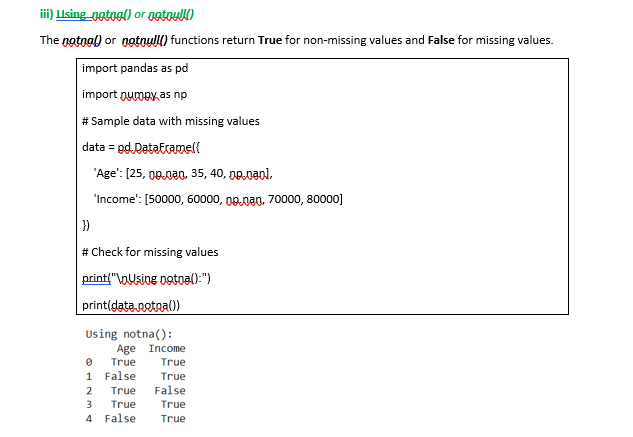 iii) Using notna() or notnull()
The notna() or notnull() functions return True for non-missing values and False for missing values.
import pandas as pd
import numpy as np
# Sample data with missing values
data = pd.DataFrame({
'Age': [25, np.nan, 35, 40, np.nan],
'Income': [50000, 60000, np.nan, 70000, 80000]
})
# Check for missing values
print("\nUsing notna():")
print(data.notna())
Using notna():
Age Income
0 True True
1 False True
2 True False
3 True True
4 False True